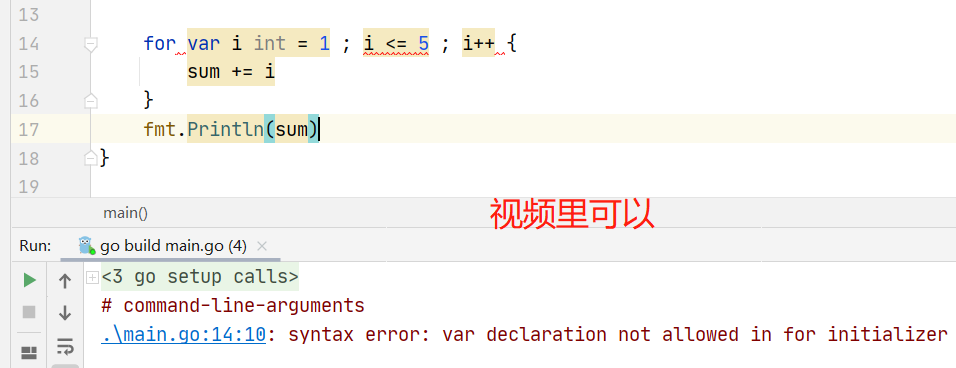 13
14 for var i int = 1 ; i <= 5 ; i++ {
15 sum += i
16 }
17 fmt.Println(sum)
18 }
19
main()
视频里可以
Run: go build main.go (4) ×
<3 go setup calls>
# command-line-arguments
.\main.go:14:10: syntax error: var declaration not allowed in for initializer